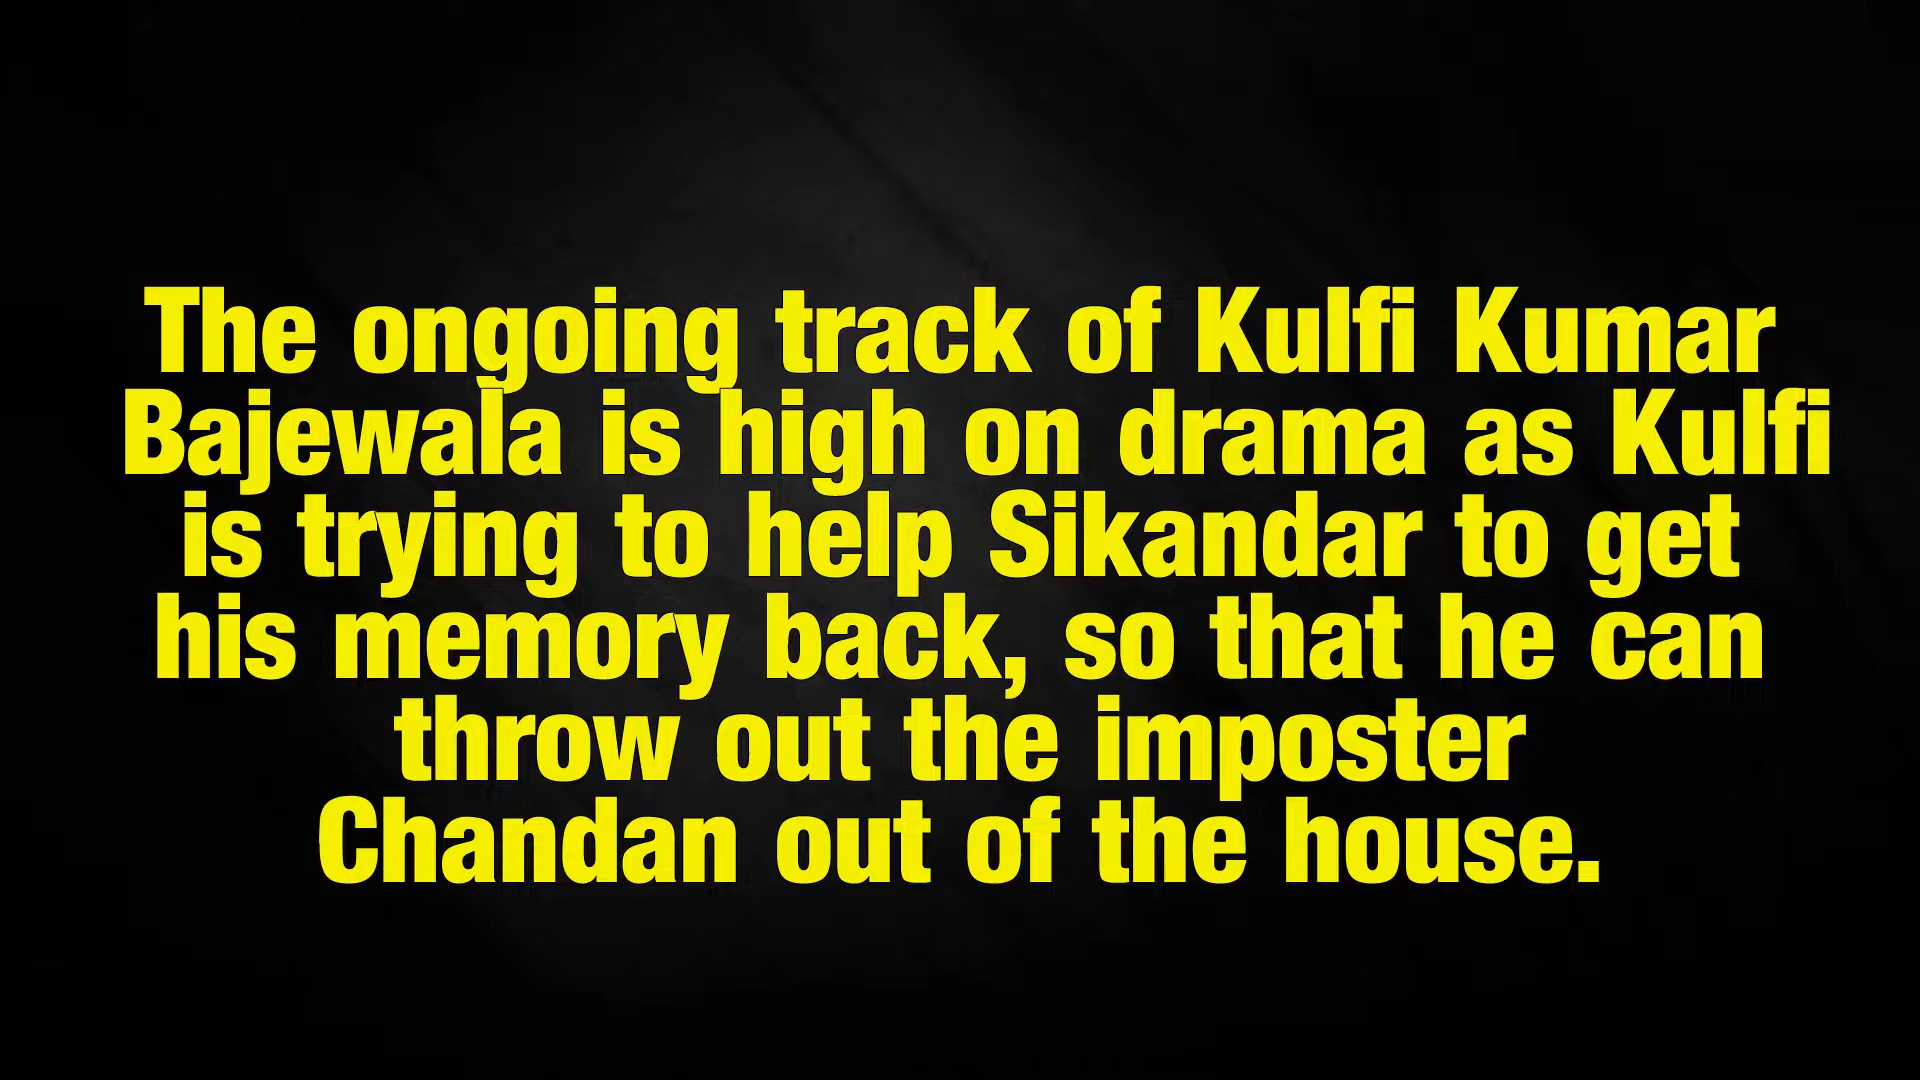 The ongoing track of Kulfi Kumar
Bajewala is high on drama as Kulfi
is trying to help Sikandar to get
his memory back, so that he can
throw out the imposter
Chandan out of the house.